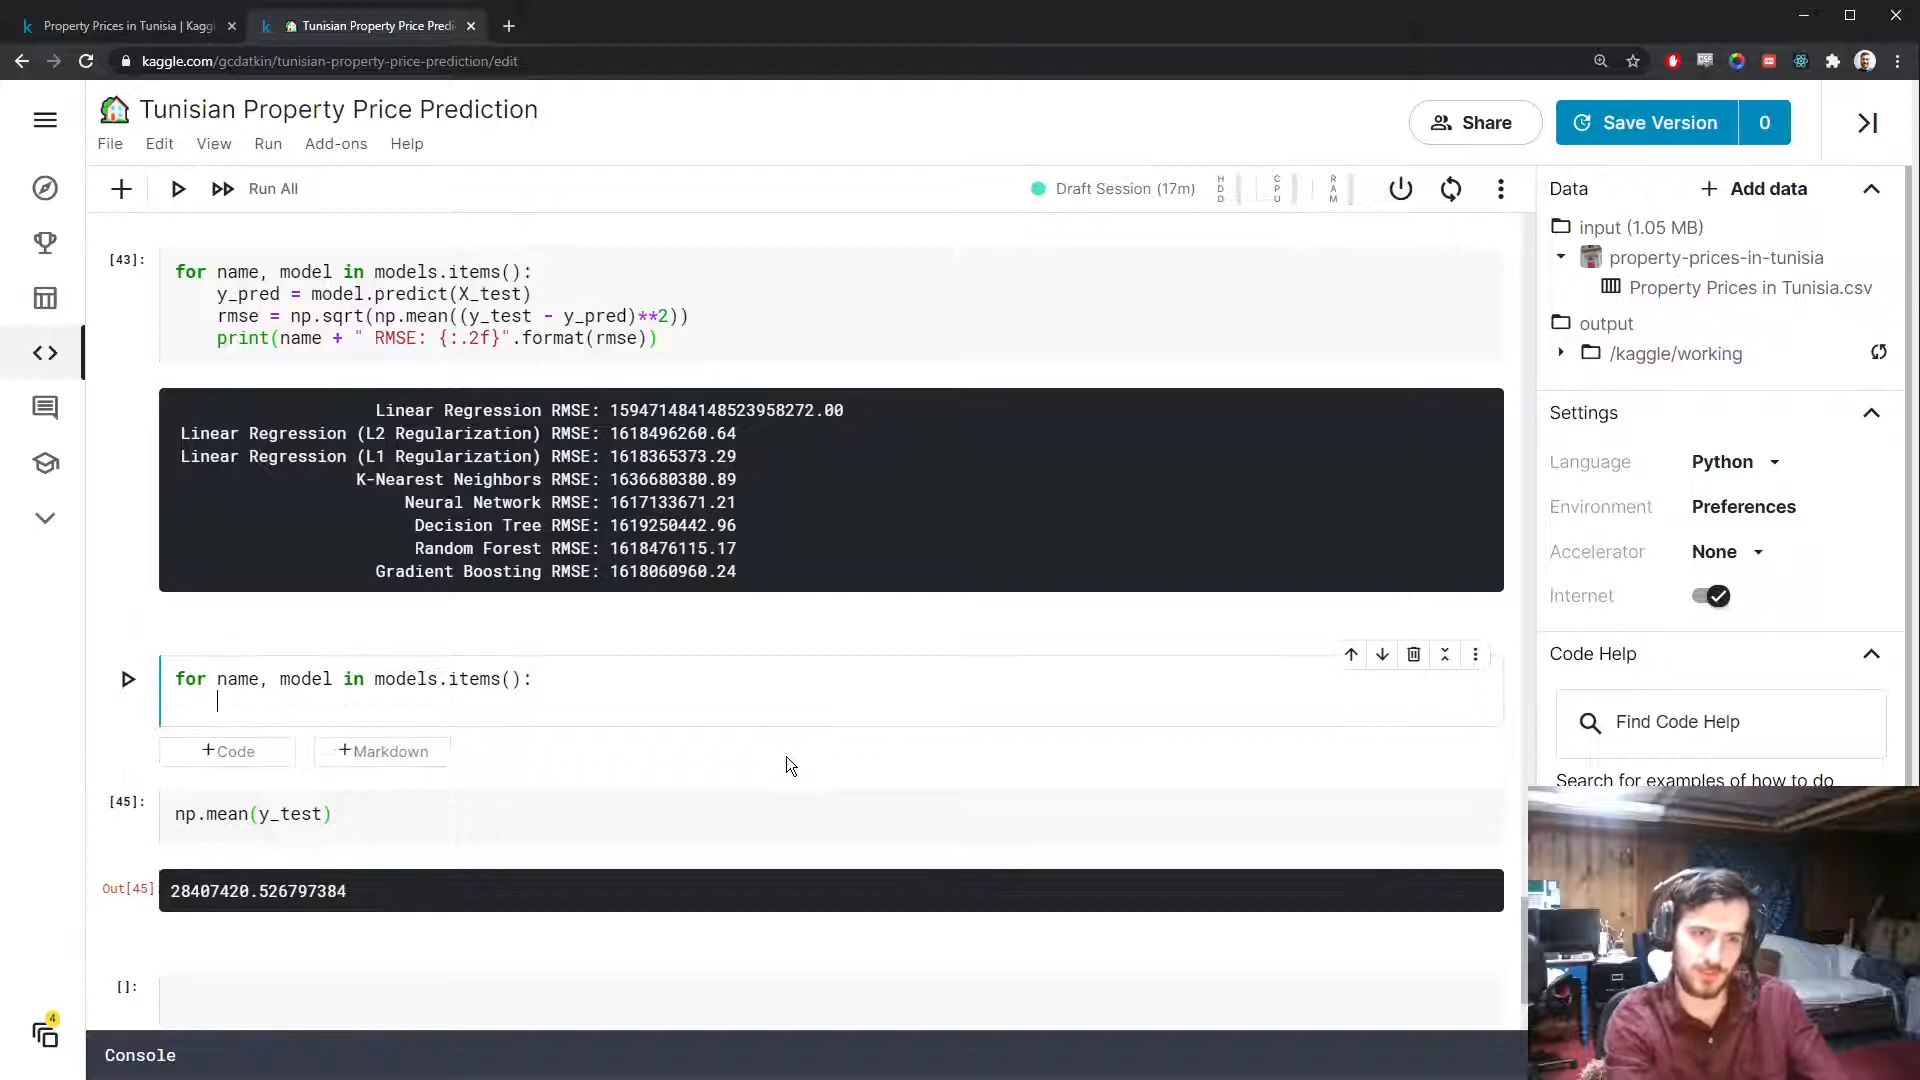 Property Prices in Tunisia | Kagg
Tunisian Property Price Predi
kaggle.com/gcdatkin/tunisian-property-price-prediction/edit
Tunisian Property Price Prediction
File Edit View Run Add-ons Help
Share
Save Version 0
Run All
Draft Session (17m)
HDD
CPU
RAM
Data
Add data
input (1.05 MB)
property-prices-in-tunisia
Property Prices in Tunisia.csv
output
/kaggle/working
Settings
Language Python
Environment Preferences
Accelerator None
Internet
Code Help
Find Code Help
Search for examples of how to do
[43]:
for name, model in models.items():
y_pred = model.predict(X_test)
rmse = np.sqrt(np.mean((y_test - y_pred)**2))
print(name + " RMSE: {:.2f}".format(rmse))
Linear Regression RMSE: 159471484148523958272.00
Linear Regression (L2 Regularization) RMSE: 1618496260.64
Linear Regression (L1 Regularization) RMSE: 1618365373.29
K-Nearest Neighbors RMSE: 1636680380.89
Neural Network RMSE: 1617133671.21
Decision Tree RMSE: 1619250442.96
Random Forest RMSE: 1618476115.17
Gradient Boosting RMSE: 1618060960.24
for name, model in models.items():
+Code
+Markdown
[45]:
np.mean(y_test)
Out[45]
28407420.526797384
[]:
4
Console